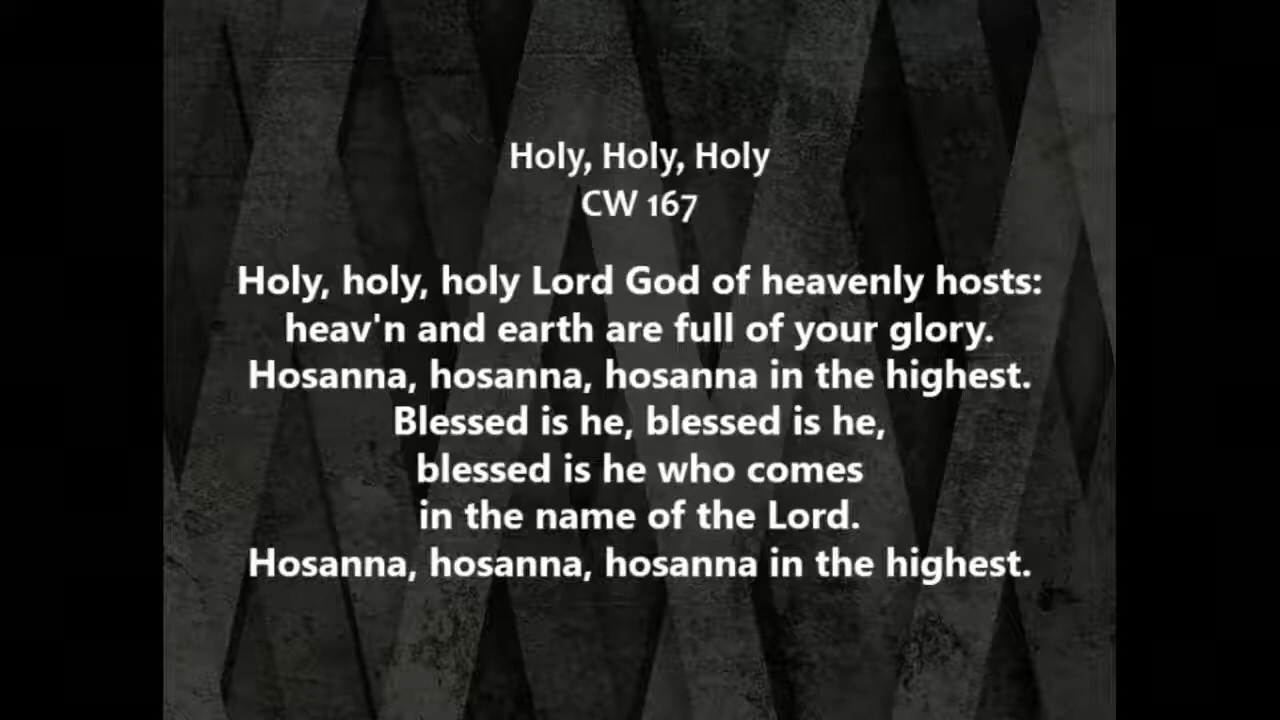 Holy, Holy, Holy
CW 167
Holy, holy, holy Lord God of heavenly hosts:
heav'n and earth are full of your glory.
Hosanna, hosanna, hosanna in the highest.
Blessed is he, blessed is he,
blessed is he who comes
in the name of the Lord.
Hosanna, hosanna, hosanna in the highest.